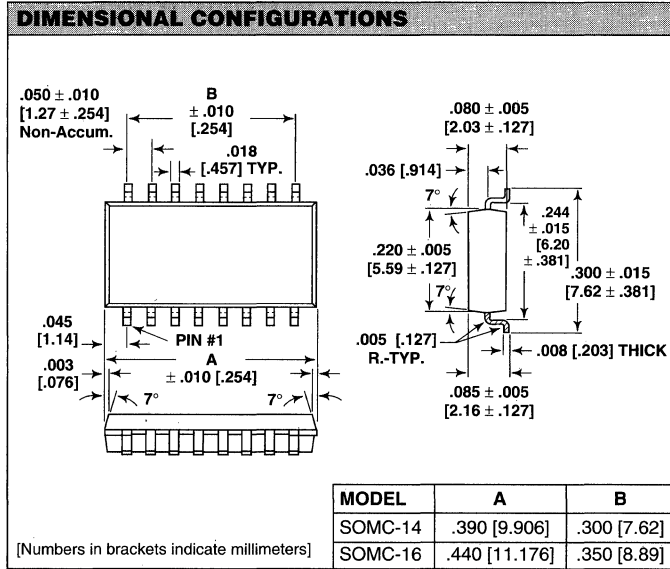 DIMENSIONAL CONFIGURATIONS
.050 ± .010
[1.27 ± .254]
Non-Accum.
B
± .010
[.254]
.018
[.457] TYP.
.080 ± .005
[2.03 ± .127]
.036 [.914]
7°
.244
± .015
[6.20
± .381]
.220 ± .005
[5.59 ± .127]
.300 ± .015
[7.62 ± .381]
7°
.045
[1.14]
PIN #1
A
± .010 [.254]
.003
[.076]
7°
7°
.005 [.127]
R.-TYP.
.008 [.203] THICK
.085 ± .005
[2.16 ± .127]
MODEL A B
SOMC-14 .390 [9.906] .300 [7.62]
SOMC-16 .440 [11.176] .350 [8.89]
[Numbers in brackets indicate millimeters]